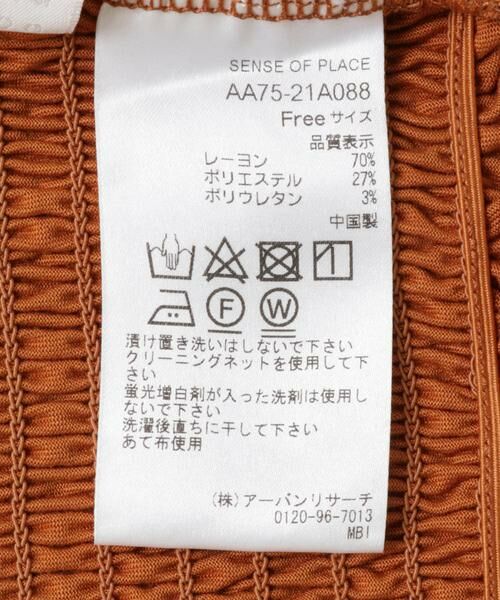 SENSE OF PLACE
AA75-21A088
Free サイズ
品質表示
レーヨン 70%
ポリエステル 27%
ポリウレタン 3%
中国製
F
W
漬け置き洗いはしないで下さい
クリーニングネットを使用して下
さい
蛍光増白剤が入った洗剤は使用し
ないで下さい
洗濯後直ちに干して下さい
あて布使用
(株) アーバンリサーチ
0120-96-7013
MBI